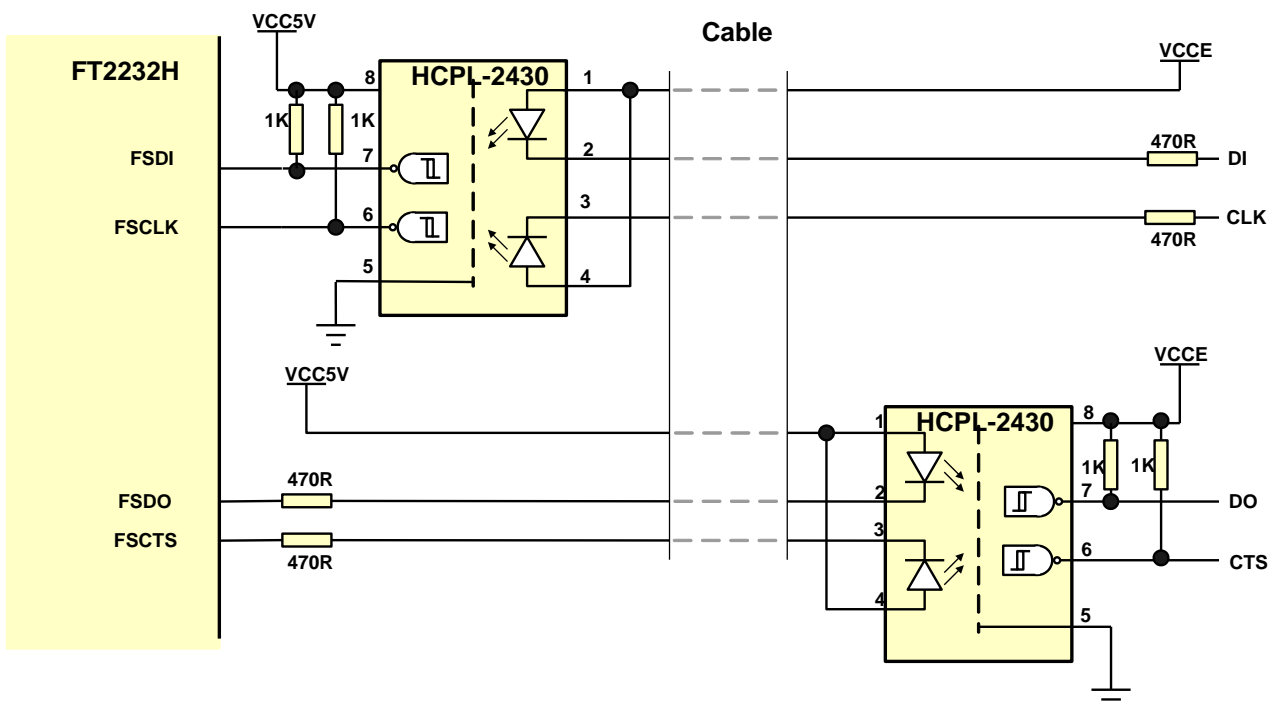 VCC5V
Cable
VCCE
FT2232H
HCPL-2430
8
1
1K
1K
470R
FSDI
7
2
DI
3
FSCLK
6
CLK
470R
5
4
VCC5V
VCCE
1
HCPL-2430
8
1K
1K
470R
FSDO
2
7
DO
FSCTS
3
6
CTS
470R
4
5